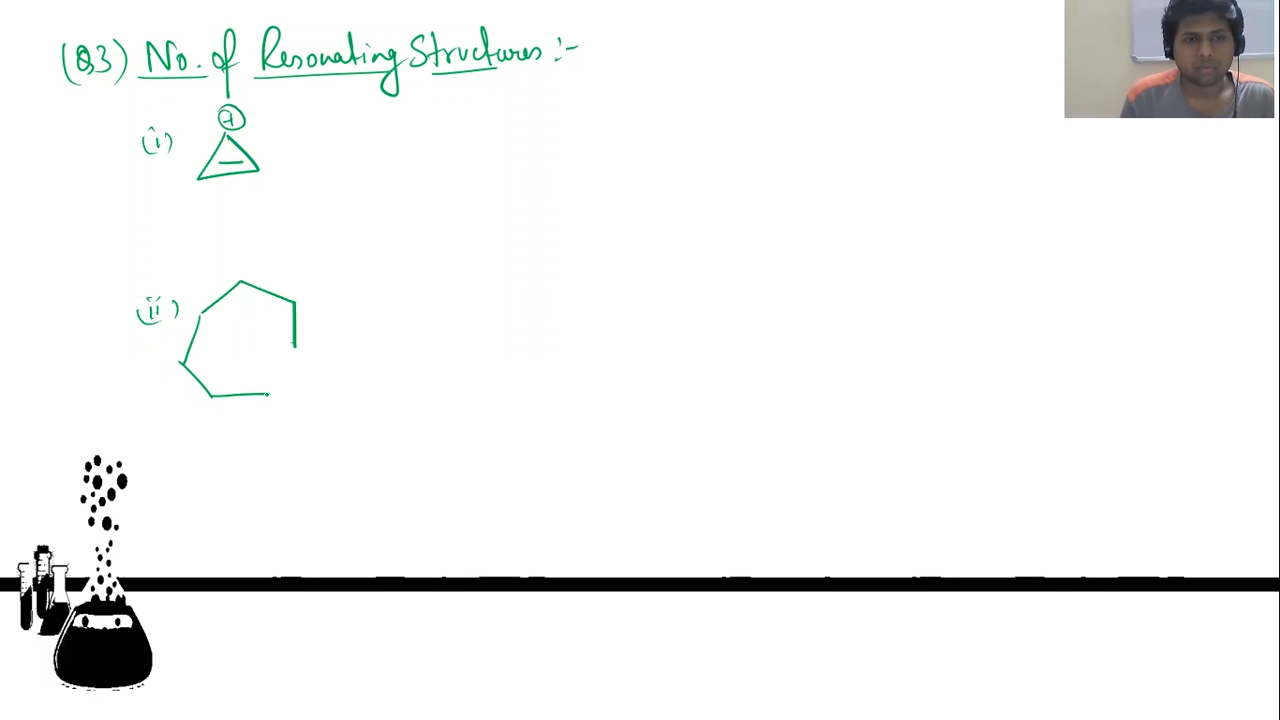 (Q3) No. of Resonating Structures :-
⊕
(i)
(ii)